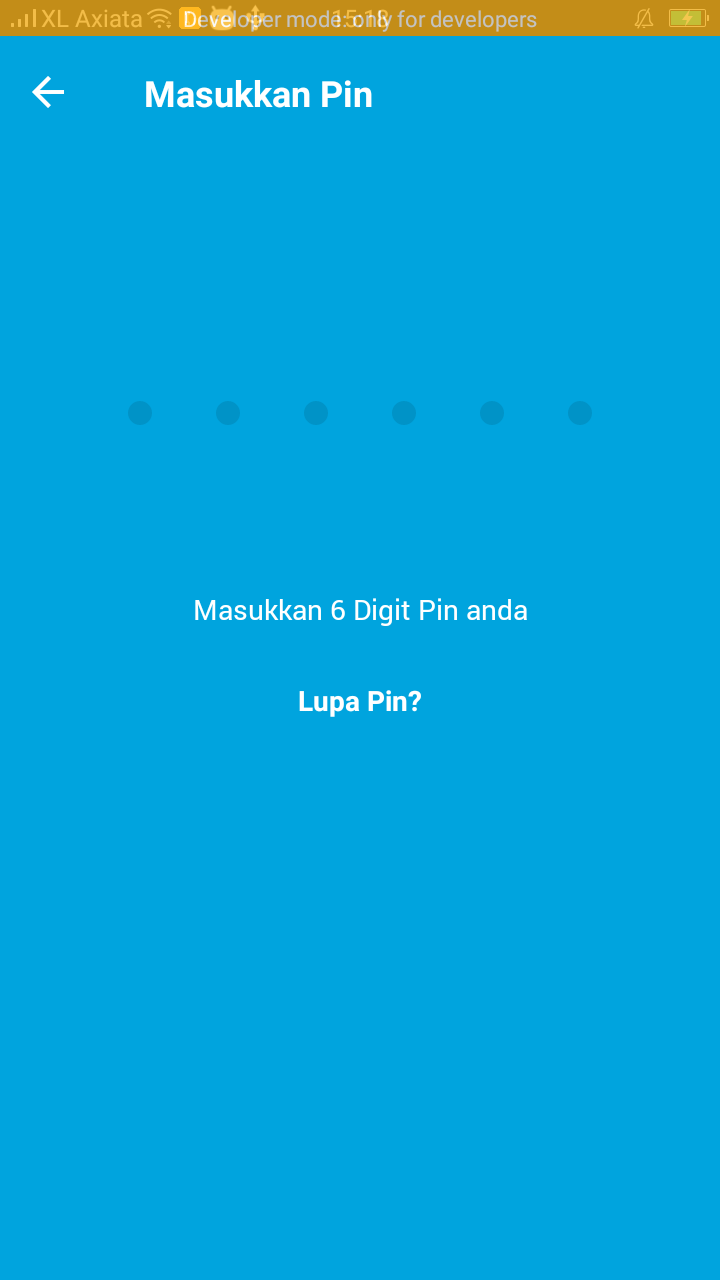 XL Axiata Developer mode: only for developers 15:18
Masukkan Pin
Masukkan 6 Digit Pin anda
Lupa Pin?